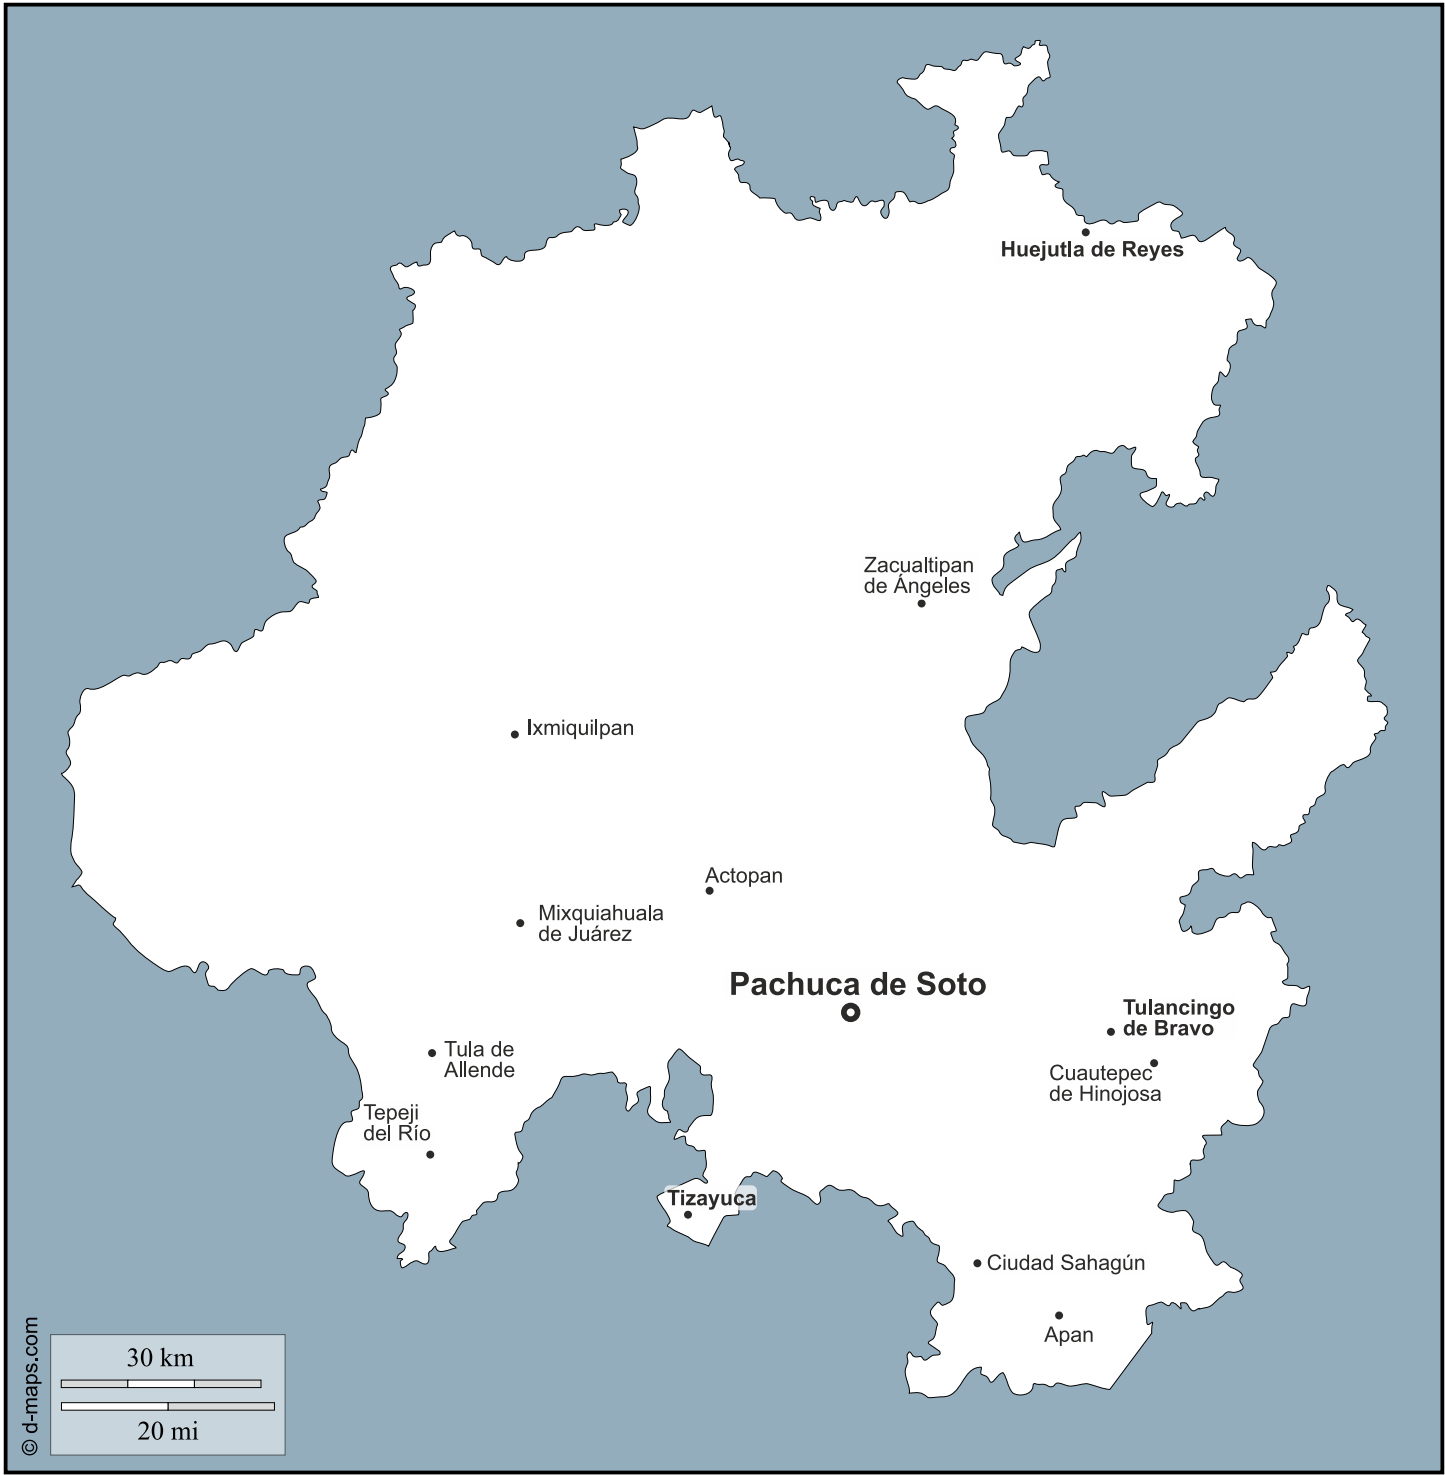 Huejutla de Reyes
Zacualtipan
de Ángeles
Ixmiquilpan
Actopan
Mixquiahuala
de Juárez
Pachuca de Soto
Tulancingo
de Bravo
Tula de
Allende
Cuautepec
de Hinojosa
Tepeji
del Río
Tizayuca
Ciudad Sahagún
Apan
30 km
20 mi
© d-maps.com